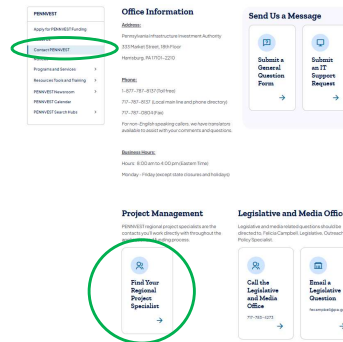 PENNVEST
Apply for PENNVEST Funding
Contact PENNVEST
Programs and Services
Resources Tools and Training
PENNVEST Newsroom
PENNVEST Calendar
PENNVEST Search Hubs
Office Information
Address:
Pennsylvania Infrastructure Investment Authority
333 Market Street, 18th Floor
Harrisburg, PA 17101-2210
Phone:
1-877-787-8137 (Toll free)
717-787-8137 (Local main line and phone directory)
717-787-0804 (Fax)
For non-English speaking callers, we have translators
available to assist with your comments and questions.
Business Hours:
Hours: 8:00 am to 4:00 pm (Eastern Time)
Monday - Friday (except state closures and holidays)
Send Us a Message
Submit a
General
Question
Form
Submit
an IT
Support
Request
Project Management
PENNVEST regional project specialists are the
contacts you'll work directly with throughout the
funding process.
Find Your
Regional
Project
Specialist
Legislative and Media Office
Legislative and media related questions should be
directed to Felicia Campbell, Legislative, Outreach
Policy Specialist.
Call the
Legislative
and Media
Office
717-783-4273
Email a
Legislative
Question